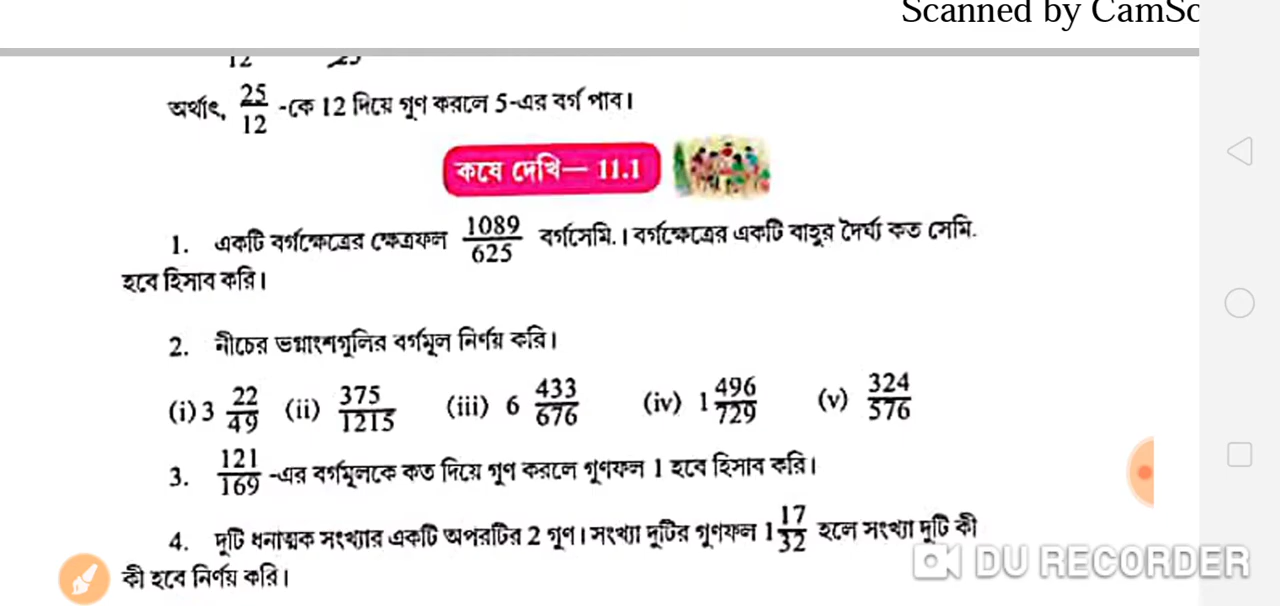 Scanned by CamSc
12 25
অর্থাৎ, 25/12 -কে 12 দিয়ে গুণ করলে 5-এর বর্গ পাব।
কষে দেখি— 11.1
1. একটি বর্গক্ষেত্রের ক্ষেত্রফল 1089/625 বর্গসেমি.। বর্গক্ষেত্রের একটি বাহুর দৈর্ঘ্য কত সেমি.
হবে হিসাব করি।
2. নীচের ভগ্নাংশগুলির বর্গমূল নির্ণয় করি।
(i) 3 22/49 (ii) 375/1215 (iii) 6 433/676 (iv) 1 496/729 (v) 324/576
3. 121/169 -এর বর্গমূলকে কত দিয়ে গুণ করলে গুণফল 1 হবে হিসাব করি।
4. দুটি ধনাত্মক সংখ্যার একটি অপরটির 2 গুণ। সংখ্যা দুটির গুণফল 1 17/32 হলে সংখ্যা দুটি কী
কী হবে নির্ণয় করি।
DU RECORDER